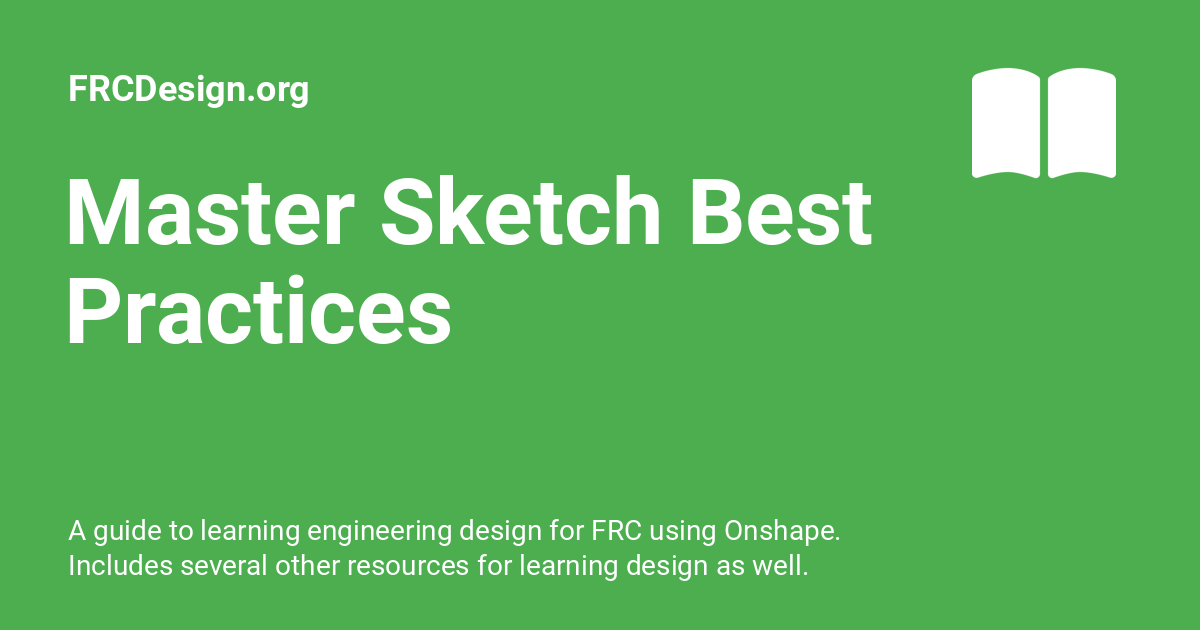 FRCDesign.org
Master Sketch Best
Practices
A guide to learning engineering design for FRC using Onshape.
Includes several other resources for learning design as well.